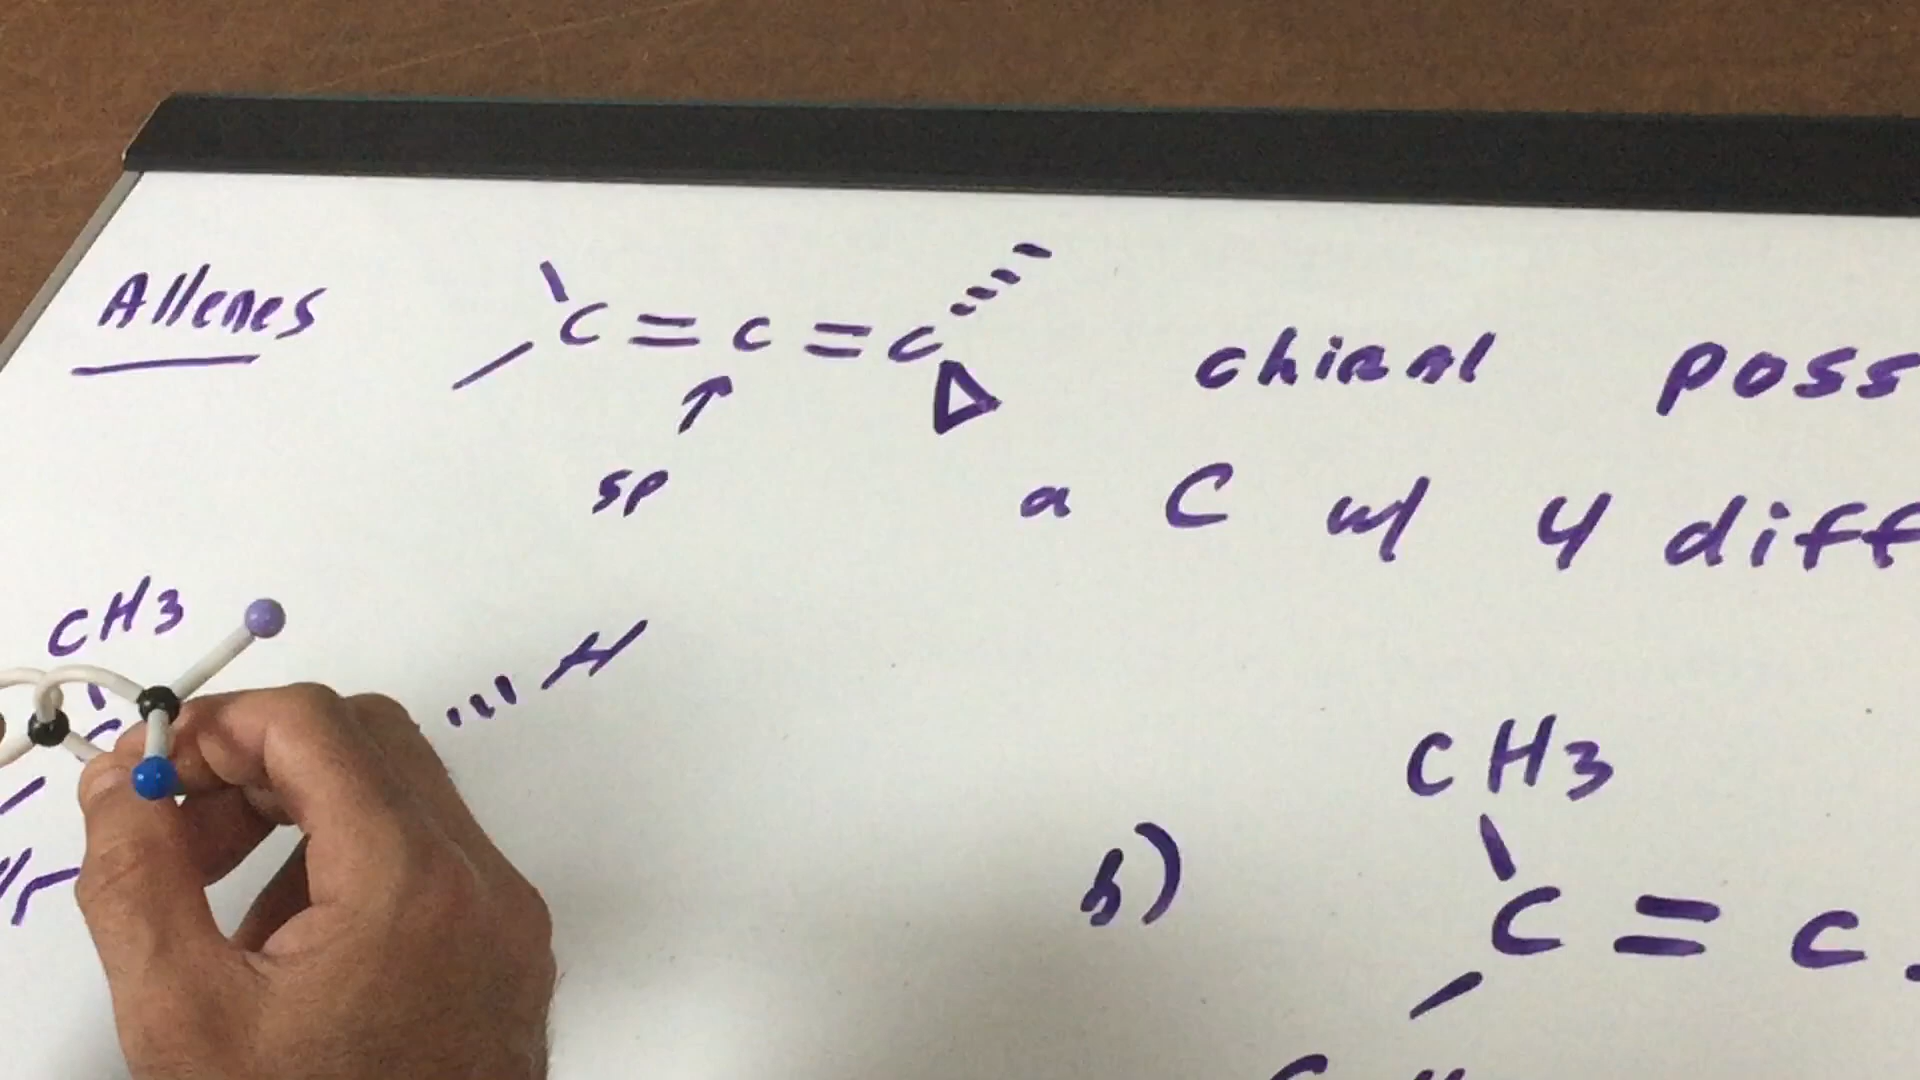 Allenes C=C=C chiral poss
sp a C w/ 4 diff
CH3
H
CH3
b) C=C